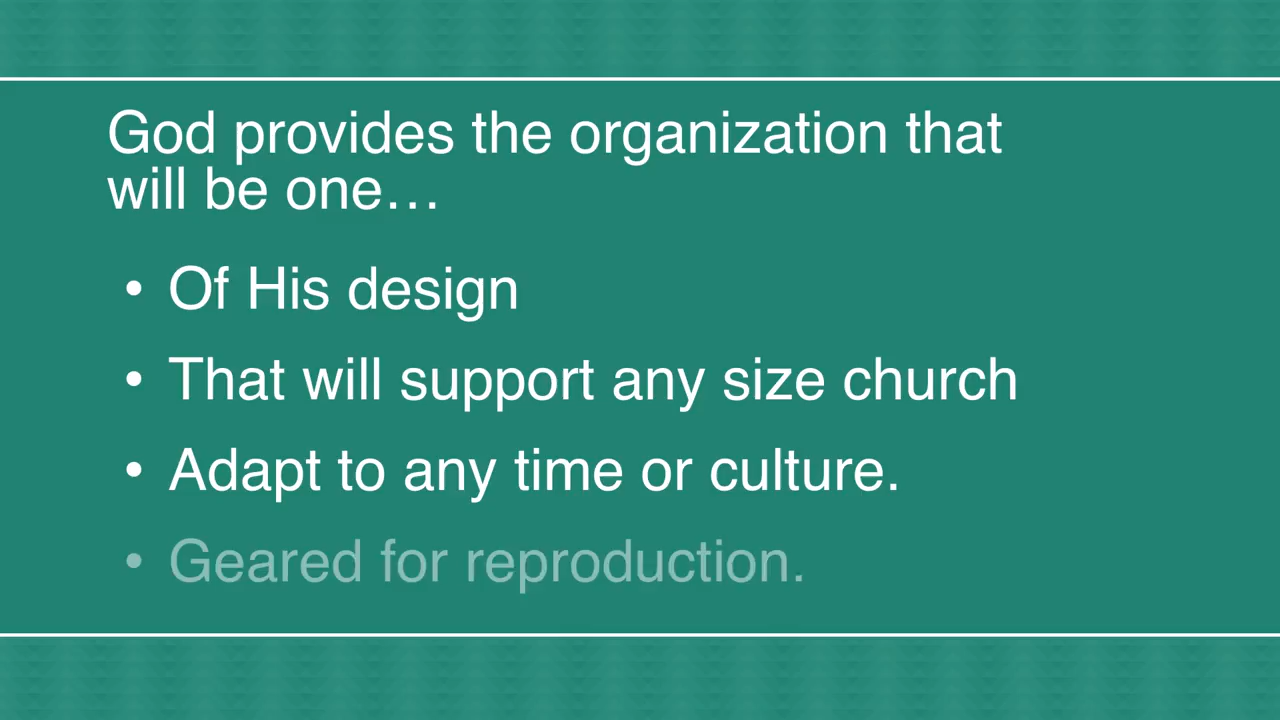 God provides the organization that
will be one…
• Of His design
• That will support any size church
• Adapt to any time or culture.
• Geared for reproduction.